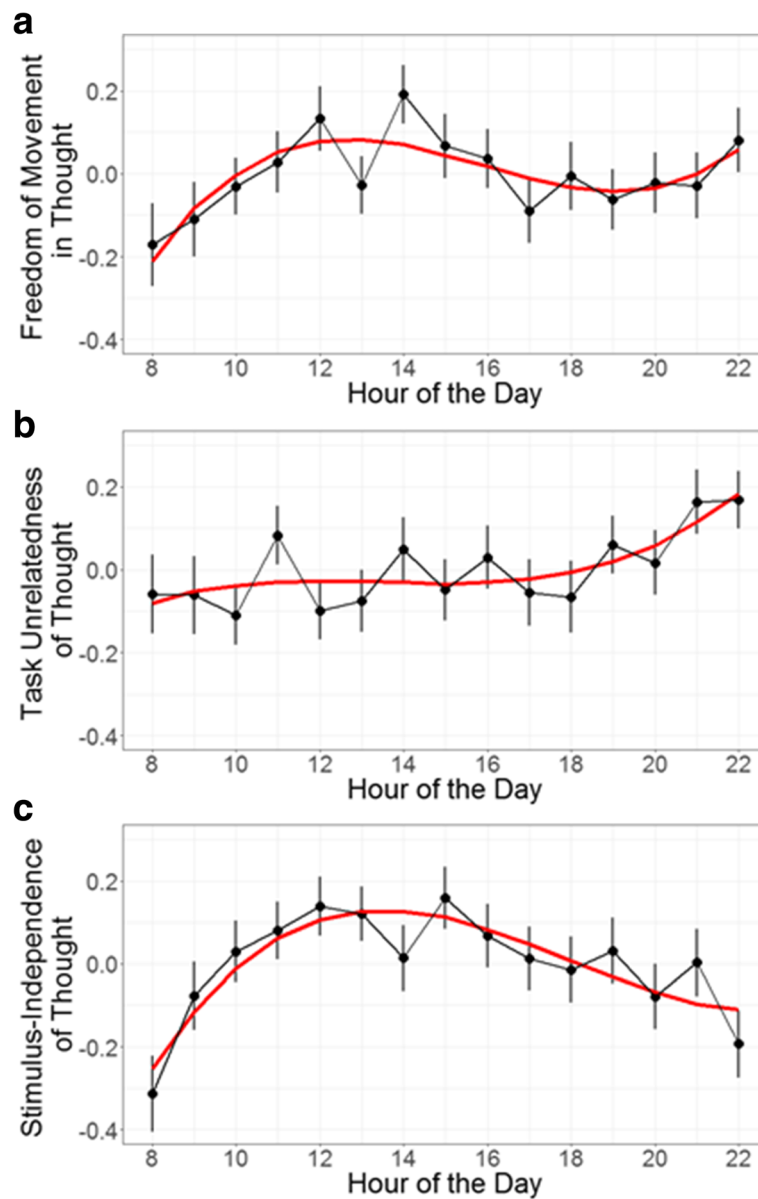 a
Freedom of Movement
in Thought
0.2
0.0
-0.2
-0.4
8 10 12 14 16 18 20 22
Hour of the Day
b
Task Unrelatedness
of Thought
0.2
0.0
-0.2
-0.4
8 10 12 14 16 18 20 22
Hour of the Day
c
Stimulus-Independence
of Thought
0.2
0.0
-0.2
-0.4
8 10 12 14 16 18 20 22
Hour of the Day